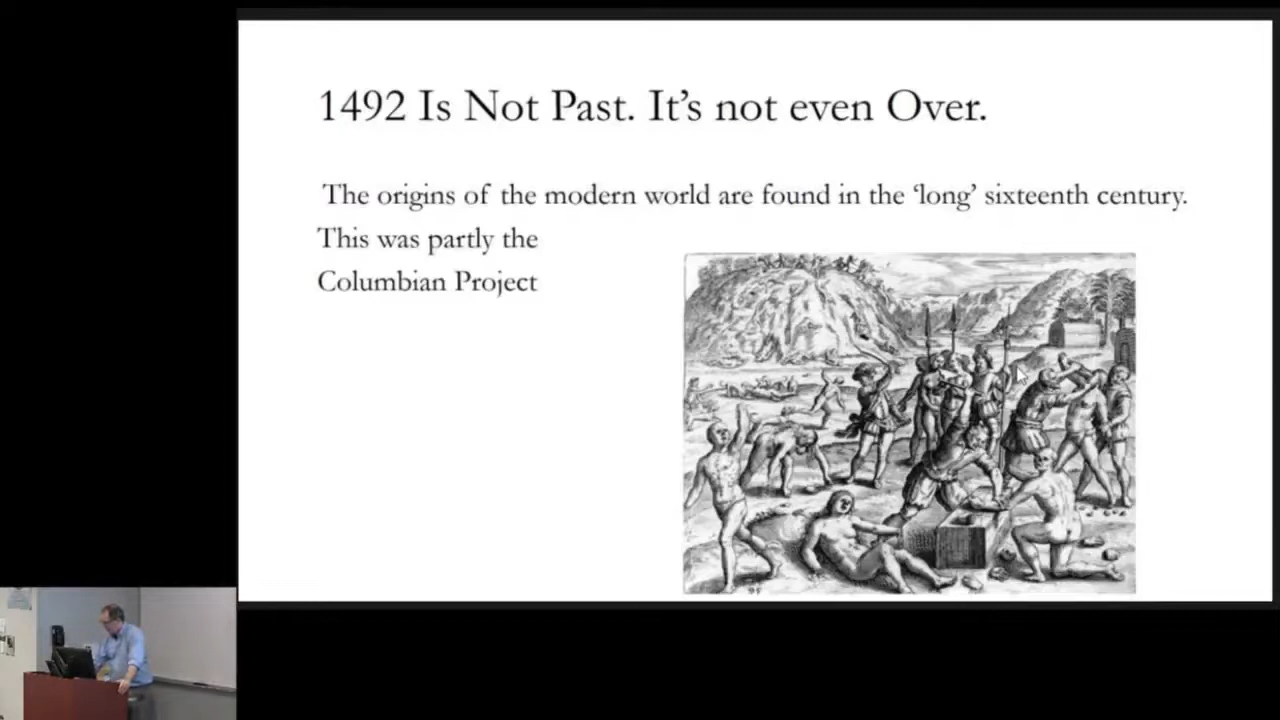 1492 Is Not Past. It’s not even Over.
The origins of the modern world are found in the ‘long’ sixteenth century.
This was partly the
Columbian Project